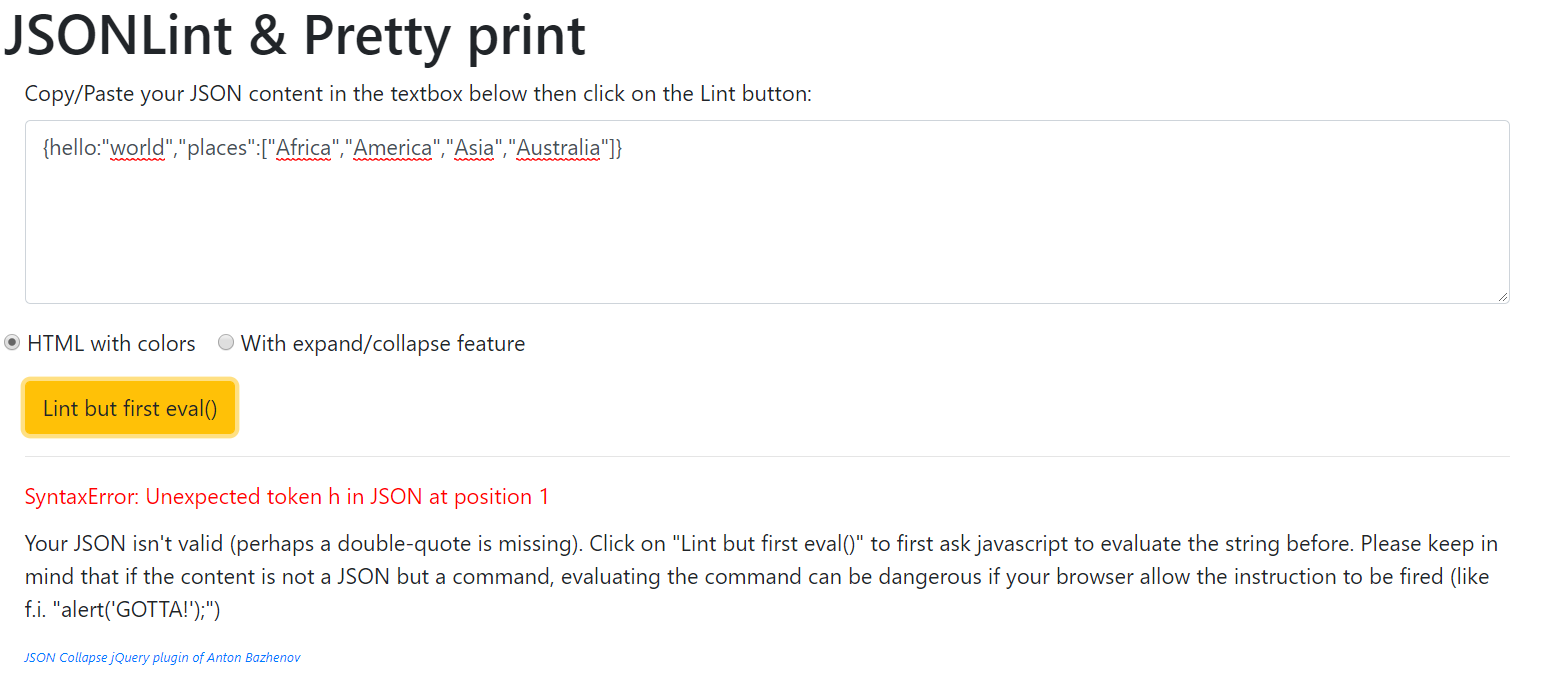 JSONLint & Pretty print
Copy/Paste your JSON content in the textbox below then click on the Lint button:
{hello:"world","places":["Africa","America","Asia","Australia"]}
HTML with colors With expand/collapse feature
Lint but first eval()
SyntaxError: Unexpected token h in JSON at position 1
Your JSON isn't valid (perhaps a double-quote is missing). Click on "Lint but first eval()" to first ask javascript to evaluate the string before. Please keep in
mind that if the content is not a JSON but a command, evaluating the command can be dangerous if your browser allow the instruction to be fired (like
f.i. "alert('GOTTA!');")
JSON Collapse jQuery plugin of Anton Bazhenov